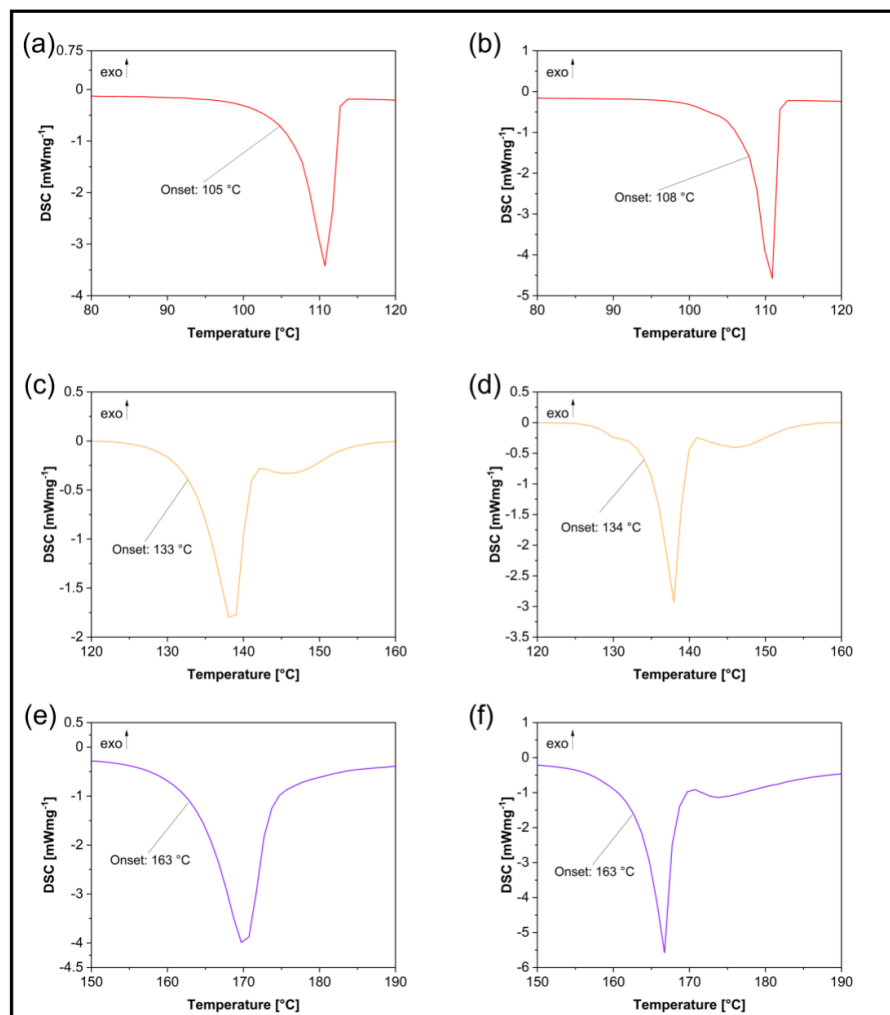 (a)
0.75
exo
0
-1
Onset: 105 °C
-2
-3
-4
80 90 100 110 120
DSC [mWmg-1]
Temperature [°C]
(b)
1
exo
0
-1
-2
Onset: 108 °C
-3
-4
-5
80 90 100 110 120
DSC [mWmg-1]
Temperature [°C]
(c)
0.5
exo
0
-0.5
-1
Onset: 133 °C
-1.5
-2
120 130 140 150 160
DSC [mWmg-1]
Temperature [°C]
(d)
0.5
exo
0
-0.5
-1
-1.5
Onset: 134 °C
-2
-2.5
-3
-3.5
120 130 140 150 160
DSC [mWmg-1]
Temperature [°C]
(e)
0.5
exo
0
-1
-2
Onset: 163 °C
-3
-4
-4.5
150 160 170 180 190
DSC [mWmg-1]
Temperature [°C]
(f)
1
exo
0
-1
-2
-3
Onset: 163 °C
-4
-5
-6
150 160 170 180 190
DSC [mWmg-1]
Temperature [°C]